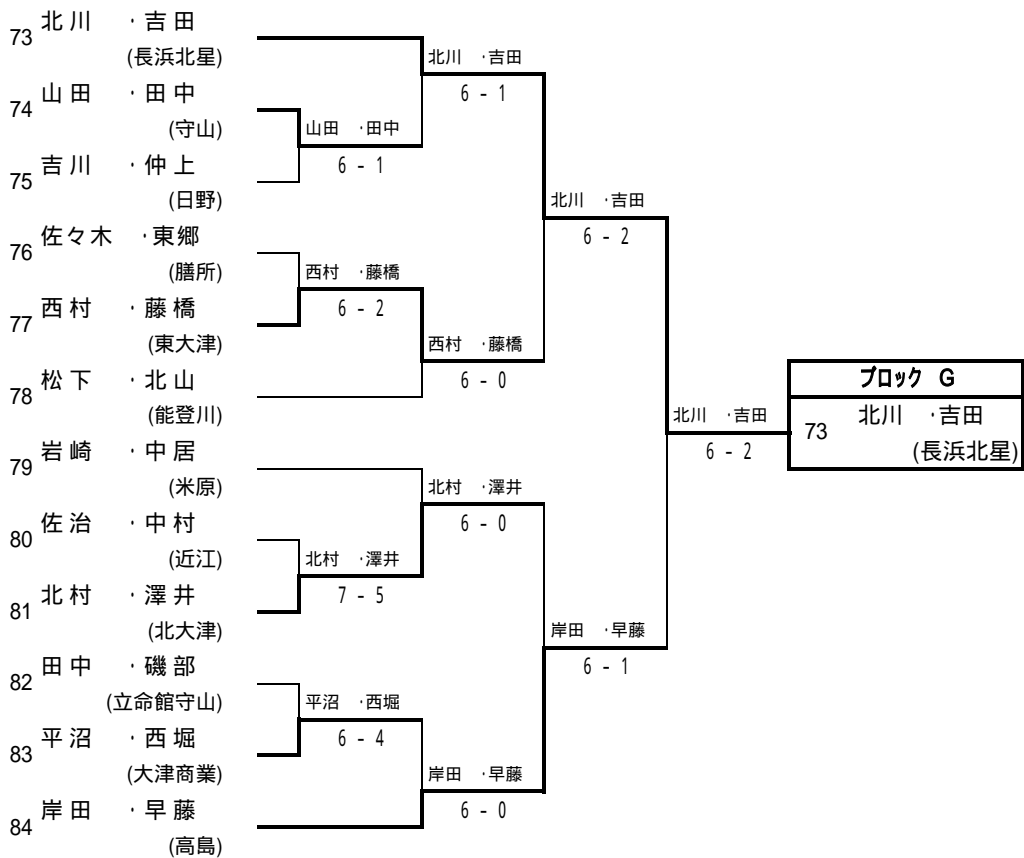 73 北川 ・吉田
(長浜北星)
74 山田 ・田中
(守山)
75 吉川 ・仲上
(日野)
76 佐々木 ・東郷
(膳所)
77 西村 ・藤橋
(東大津)
78 松下 ・北山
(能登川)
79 岩崎 ・中居
(米原)
80 佐治 ・中村
(近江)
81 北村 ・澤井
(北大津)
82 田中 ・磯部
(立命館守山)
83 平沼 ・西堀
(大津商業)
84 岸田 ・早藤
(高島)
山田 ・田中
6 - 1
西村 ・藤橋
6 - 2
北村 ・澤井
7 - 5
平沼 ・西堀
6 - 4
北川 ・吉田
6 - 1
西村 ・藤橋
6 - 0
北村 ・澤井
6 - 0
岸田 ・早藤
6 - 0
北川 ・吉田
6 - 2
岸田 ・早藤
6 - 1
北川 ・吉田
6 - 2
ブロック G
73 北川 ・吉田
(長浜北星)